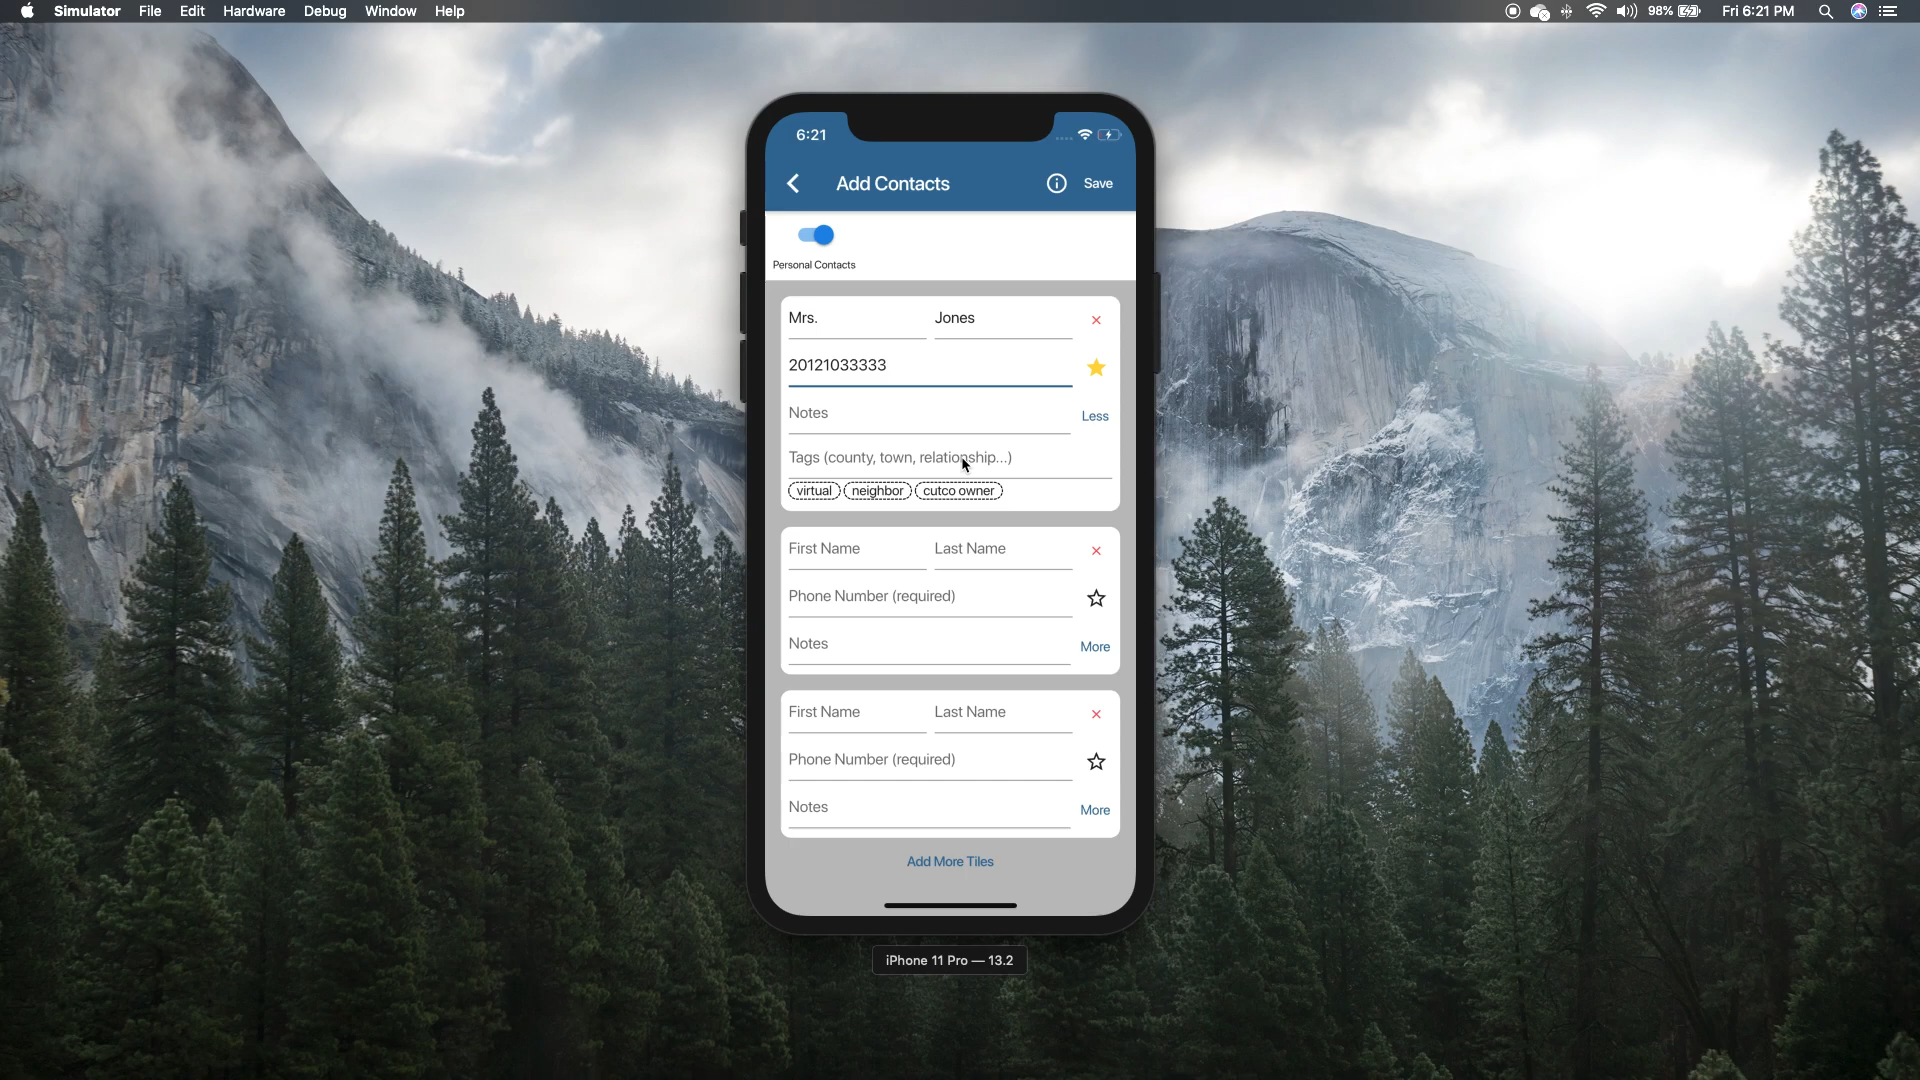 Simulator File Edit Hardware Debug Window Help
98% Fri 6:21 PM
6:21
Add Contacts Save
Personal Contacts
Mrs. Jones
20121033333
Notes Less
Tags (county, town, relationship...)
virtual neighbor cutco owner
First Name Last Name
Phone Number (required)
Notes More
First Name Last Name
Phone Number (required)
Notes More
Add More Tiles
iPhone 11 Pro — 13.2